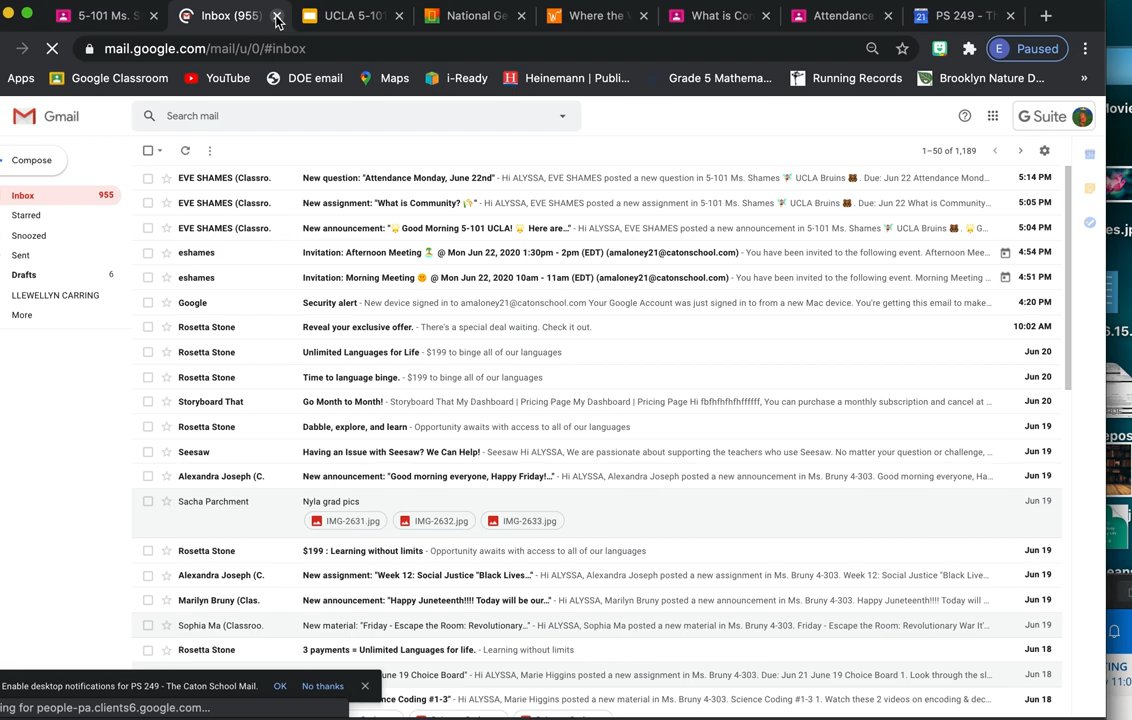 5-101 Ms. S
Inbox (955)
UCLA 5-101
National Ge
Where the W
What is Com
Attendance
PS 249 - Th
mail.google.com/mail/u/0/#inbox
E Paused
Apps Google Classroom YouTube DOE email Maps i-Ready Heinemann | Publi... Grade 5 Mathema... Running Records Brooklyn Nature D... »
Gmail
Search mail
G Suite
Compose
1–50 of 1,189
Inbox 955
Starred
Snoozed
Sent
Drafts 6
LLEWELLYN CARRING
More
EVE SHAMES (Classro. New question: "Attendance Monday, June 22nd" - Hi ALYSSA, EVE SHAMES posted a new question in 5-101 Ms. Shames 🧚 UCLA Bruins 🐻. Due: Jun 22 Attendance Mond... 5:14 PM
EVE SHAMES (Classro. New assignment: "What is Community? " - Hi ALYSSA, EVE SHAMES posted a new assignment in 5-101 Ms. Shames 🧚 UCLA Bruins 🐻. Due: Jun 22 What is Commun... 5:05 PM
EVE SHAMES (Classro. New announcement: "Good Morning 5-101 UCLA! Here are..." - Hi ALYSSA, EVE SHAMES posted a new announcement in 5-101 Ms. Shames 🧚 UCLA Bruins 🐻. G... 5:04 PM
eshames Invitation: Afternoon Meeting 🏝️ @ Mon Jun 22, 2020 1:30pm - 2pm (EDT) (amaloney21@catonschool.com) - You have been invited to the following event. Afternoon Mee... 4:54 PM
eshames Invitation: Morning Meeting 🌞 @ Mon Jun 22, 2020 10am - 11am (EDT) (amaloney21@catonschool.com) - You have been invited to the following event. Morning Meeting ... 4:51 PM
Google Security alert - New device signed in to amaloney21@catonschool.com Your Google Account was just signed in to from a new Mac device. You're getting this email to make... 4:20 PM
Rosetta Stone Reveal your exclusive offer. - There's a special deal waiting. Check it out. 10:02 AM
Rosetta Stone Unlimited Languages for Life - $199 to binge all of our languages Jun 20
Rosetta Stone Time to language binge. - $199 to binge all of our languages Jun 20
Storyboard That Go Month to Month! - Storyboard That My Dashboard | Pricing Page My Dashboard | Pricing Page Hi fbfhfhfhfhffffff, You can purchase a monthly subscription and cancel at ... Jun 20
Rosetta Stone Dabble, explore, and learn - Opportunity awaits with access to all of our languages Jun 19
Seesaw Having an Issue with Seesaw? We Can Help! - Seesaw Hi ALYSSA, We are passionate about supporting the teachers who use Seesaw. No matter your question or challenge, ... Jun 19
Alexandra Joseph (C. New announcement: "Good morning everyone, Happy Friday!..." - Hi ALYSSA, Alexandra Joseph posted a new announcement in Ms. Bruny 4-303. Good morning everyone, Ha... Jun 19
Sacha Parchment Nyla grad pics Jun 19
IMG-2631.jpg IMG-2632.jpg IMG-2633.jpg
Rosetta Stone $199 : Learning without limits - Opportunity awaits with access to all of our languages Jun 19
Alexandra Joseph (C. New assignment: "Week 12: Social Justice "Black Lives..." - Hi ALYSSA, Alexandra Joseph posted a new assignment in Ms. Bruny 4-303. Week 12: Social Justice "Black Live... Jun 19
Marilyn Bruny (Clas. New announcement: "Happy Juneteenth!!!! Today will be our..." - Hi ALYSSA, Marilyn Bruny posted a new announcement in Ms. Bruny 4-303. Happy Juneteenth!!!! Today will be... Jun 19
Sophia Ma (Classroo. New material: "Friday - Escape the Room: Revolutionary..." - Hi ALYSSA, Sophia Ma posted a new material in Ms. Bruny 4-303. Friday - Escape the Room: Revolutionary War It'... Jun 19
Rosetta Stone 3 payments = Unlimited Languages for life. - Learning without limits Jun 18
une 19 Choice Board" - Hi ALYSSA, Marie Higgins posted a new assignment in Ms. Bruny 4-303. Due: Jun 21 June 19 Choice Board 1. Look through the sl... Jun 18
ience Coding #1-3" - Hi ALYSSA, Marie Higgins posted a new material in Ms. Bruny 4-303. Science Coding #1-3 1. Watch these 2 videos on encoding & dec... Jun 18
Enable desktop notifications for PS 249 - The Caton School Mail. OK No thanks
ng for people-pa.clients6.google.com...